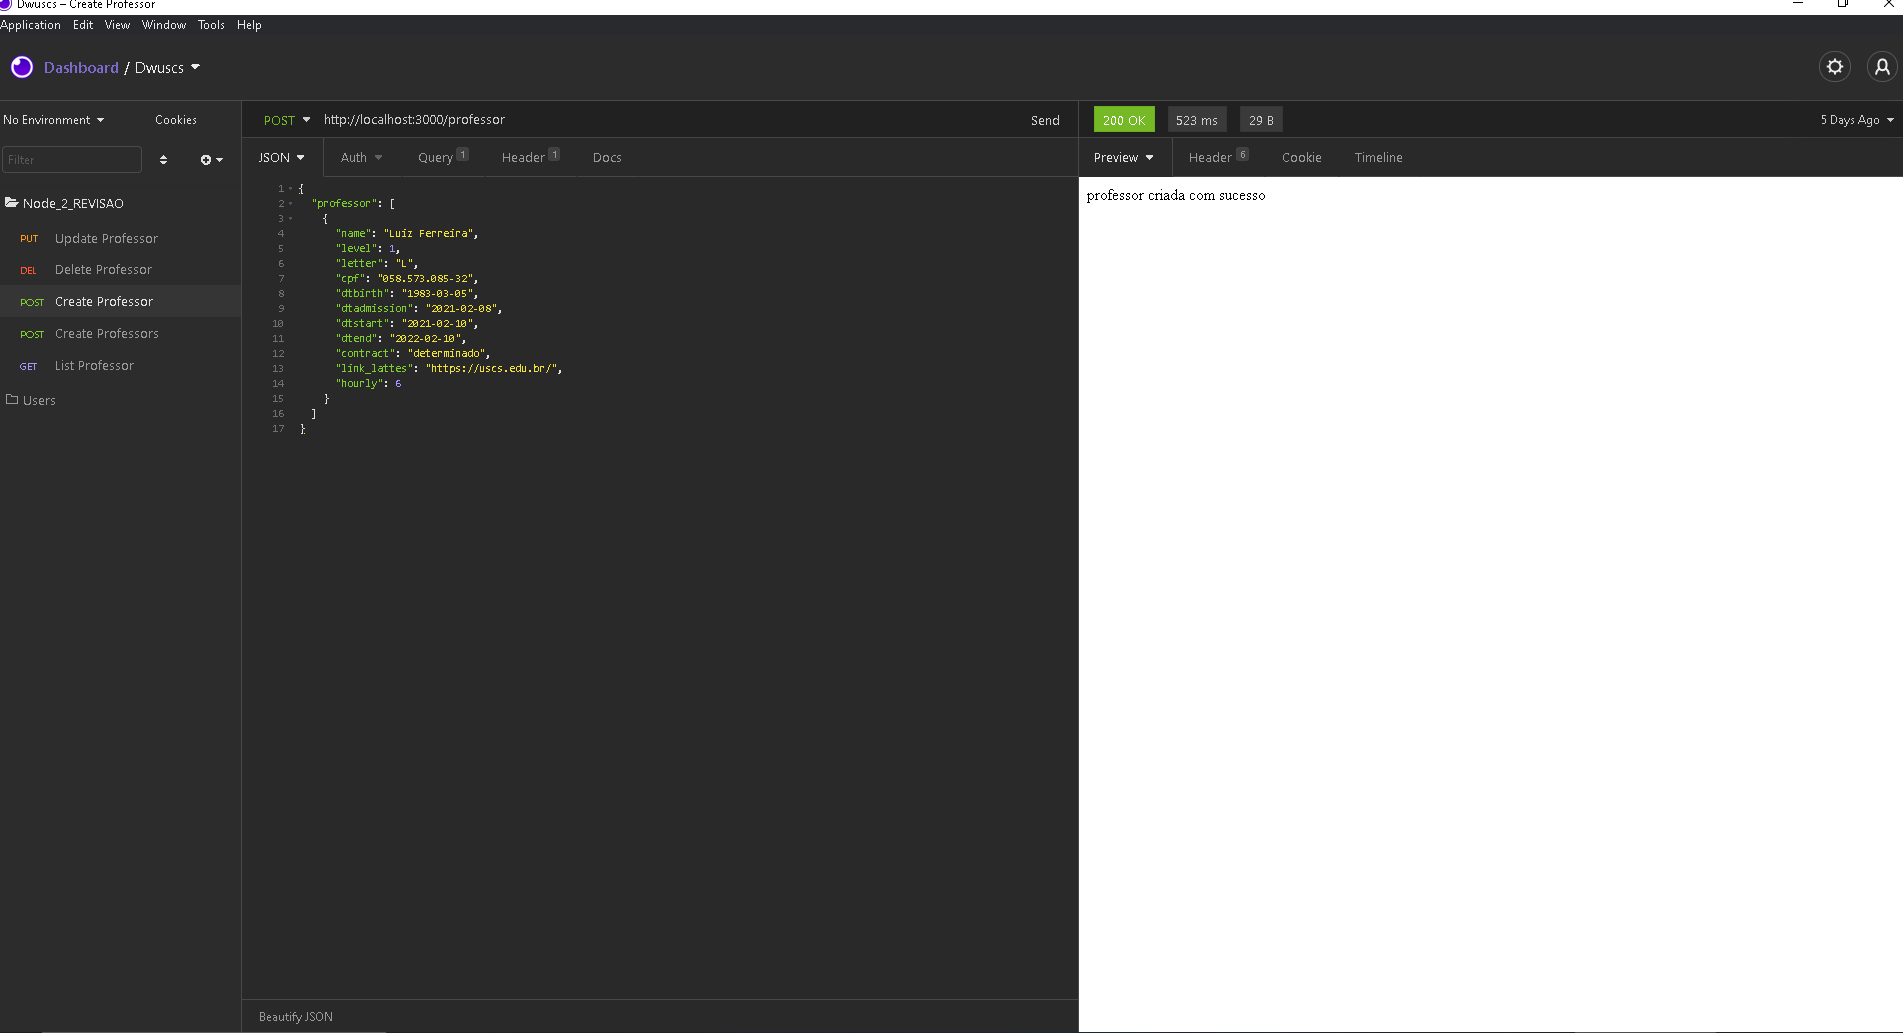 Dwuscs – Create Professor
Application Edit View Window Tools Help
Dashboard / Dwuscs
No Environment Cookies
POST http://localhost:3000/professor Send
200 OK 523 ms 29 B 5 Days Ago
Filter
JSON Auth Query 1 Header 1 Docs
Preview Header 6 Cookie Timeline
Node_2_REVISAO
PUT Update Professor
DEL Delete Professor
POST Create Professor
POST Create Professors
GET List Professor
Users
1 {
2 "professor": [
3 {
4 "name": "Luiz Ferreira",
5 "level": 1,
6 "letter": "L",
7 "cpf": "058.573.085-32",
8 "dtbirth": "1983-03-05",
9 "dtadmission": "2021-02-08",
10 "dtstart": "2021-02-10",
11 "dtend": "2022-02-10",
12 "contract": "determinado",
13 "link_lattes": "https://uscs.edu.br/",
14 "hourly": 6
15 }
16 ]
17 }
professor criada com sucesso
Beautify JSON